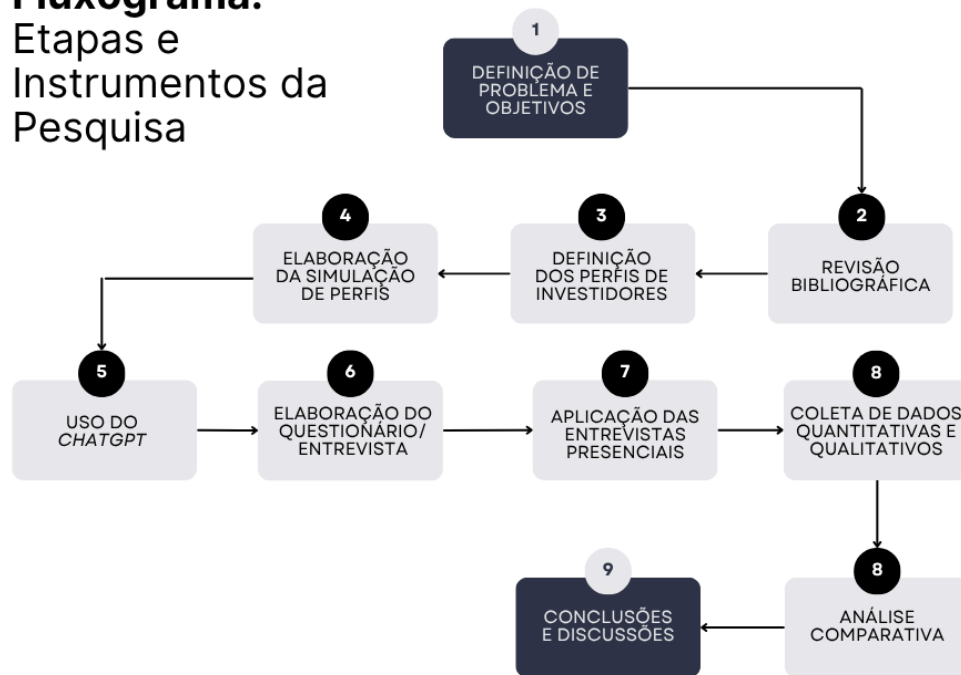 Fluxograma:
Etapas e
Instrumentos da
Pesquisa
1
DEFINIÇÃO DE
PROBLEMA E
OBJETIVOS
2
REVISÃO
BIBLIOGRÁFICA
3
DEFINIÇÃO
DOS PERFIS DE
INVESTIDORES
4
ELABORAÇÃO
DA SIMULAÇÃO
DE PERFIS
5
USO DO
CHATGPT
6
ELABORAÇÃO DO
QUESTIONÁRIO/
ENTREVISTA
7
APLICAÇÃO DAS
ENTREVISTAS
PRESENCIAIS
8
COLETA DE DADOS
QUANTITATIVAS E
QUALITATIVOS
8
ANÁLISE
COMPARATIVA
9
CONCLUSÕES
E DISCUSSÕES